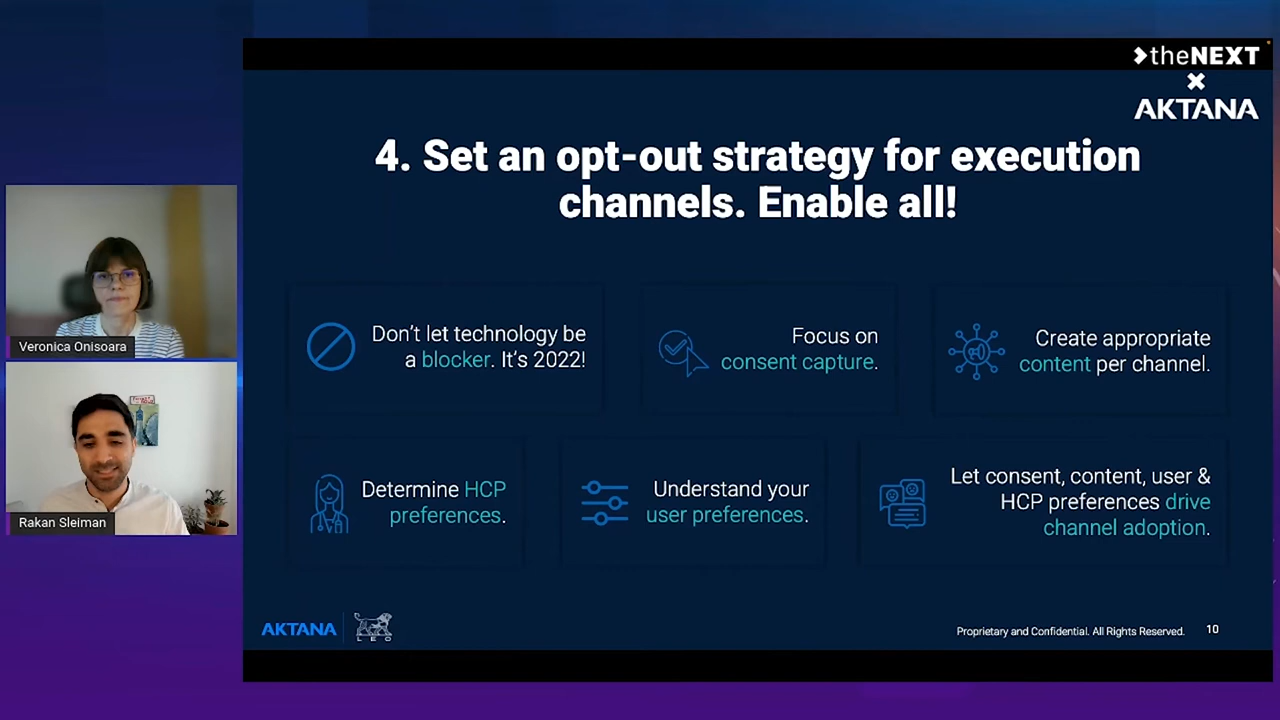 theNEXT
AKTANA
4. Set an opt-out strategy for execution
channels. Enable all!
Don't let technology be
a blocker. It's 2022!
Focus on
consent capture.
Create appropriate
content per channel.
Determine HCP
preferences.
Understand your
user preferences.
Let consent, content, user &
HCP preferences drive
channel adoption.
Veronica Onisoara
Rakan Sleiman
AKTANA
LEO
Proprietary and Confidential. All Rights Reserved.
10